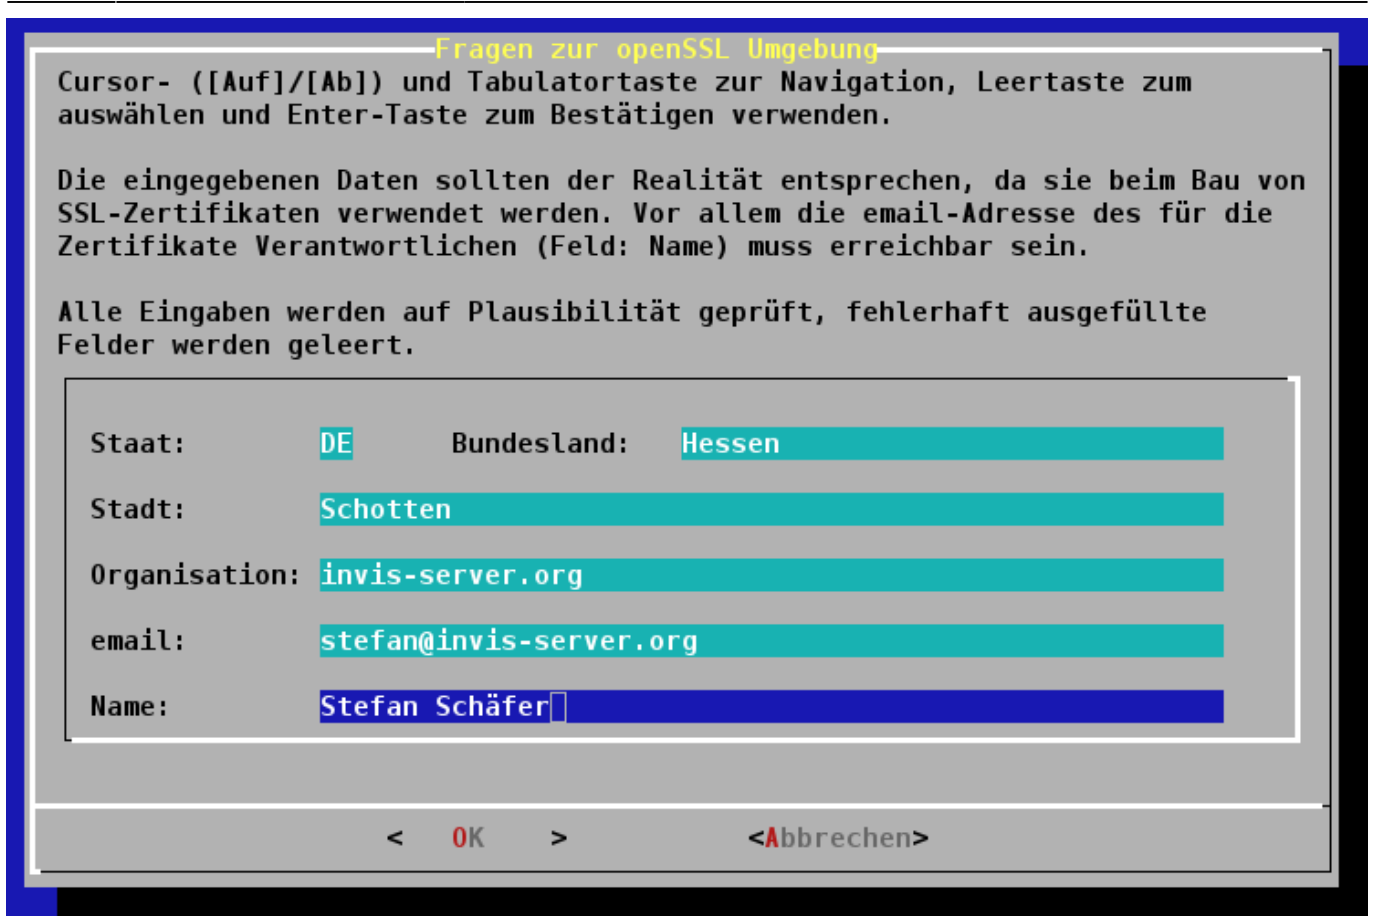 Fragen zur openSSL Umgebung
Cursor- ([Auf]/[Ab]) und Tabulatortaste zur Navigation, Leertaste zum
auswählen und Enter-Taste zum Bestätigen verwenden.
Die eingegebenen Daten sollten der Realität entsprechen, da sie beim Bau von
SSL-Zertifikaten verwendet werden. Vor allem die email-Adresse des für die
Zertifikate Verantwortlichen (Feld: Name) muss erreichbar sein.
Alle Eingaben werden auf Plausibilität geprüft, fehlerhaft ausgefüllte
Felder werden geleert.
Staat: DE Bundesland: Hessen
Stadt: Schotten
Organisation: invis-server.org
email: stefan@invis-server.org
Name: Stefan Schäfer
< OK > <Abbrechen>